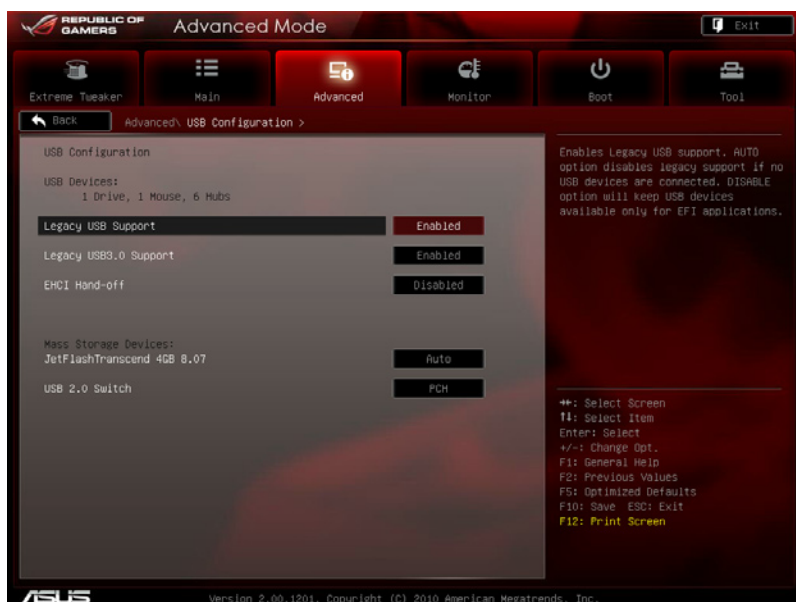 REPUBLIC OF
GAMERS
Advanced Mode
Exit
Extreme Tweaker
Main
Advanced
Monitor
Boot
Tool
Back
Advanced\ USB Configuration >
USB Configuration
USB Devices:
1 Drive, 1 Mouse, 6 Hubs
Legacy USB Support Enabled
Legacy USB3.0 Support Enabled
EHCI Hand-off Disabled
Mass Storage Devices:
JetFlashTranscend 4GB 8.07 Auto
USB 2.0 Switch PCH
Enables Legacy USB support. AUTO
option disables legacy support if no
USB devices are connected. DISABLE
option will keep USB devices
available only for EFI applications.
→←: Select Screen
↑↓: Select Item
Enter: Select
+/-: Change Opt.
F1: General Help
F2: Previous Values
F5: Optimized Defaults
F10: Save ESC: Exit
F12: Print Screen
ASUS
Version 2.00.1201. Copyright (C) 2010 American Megatrends, Inc.